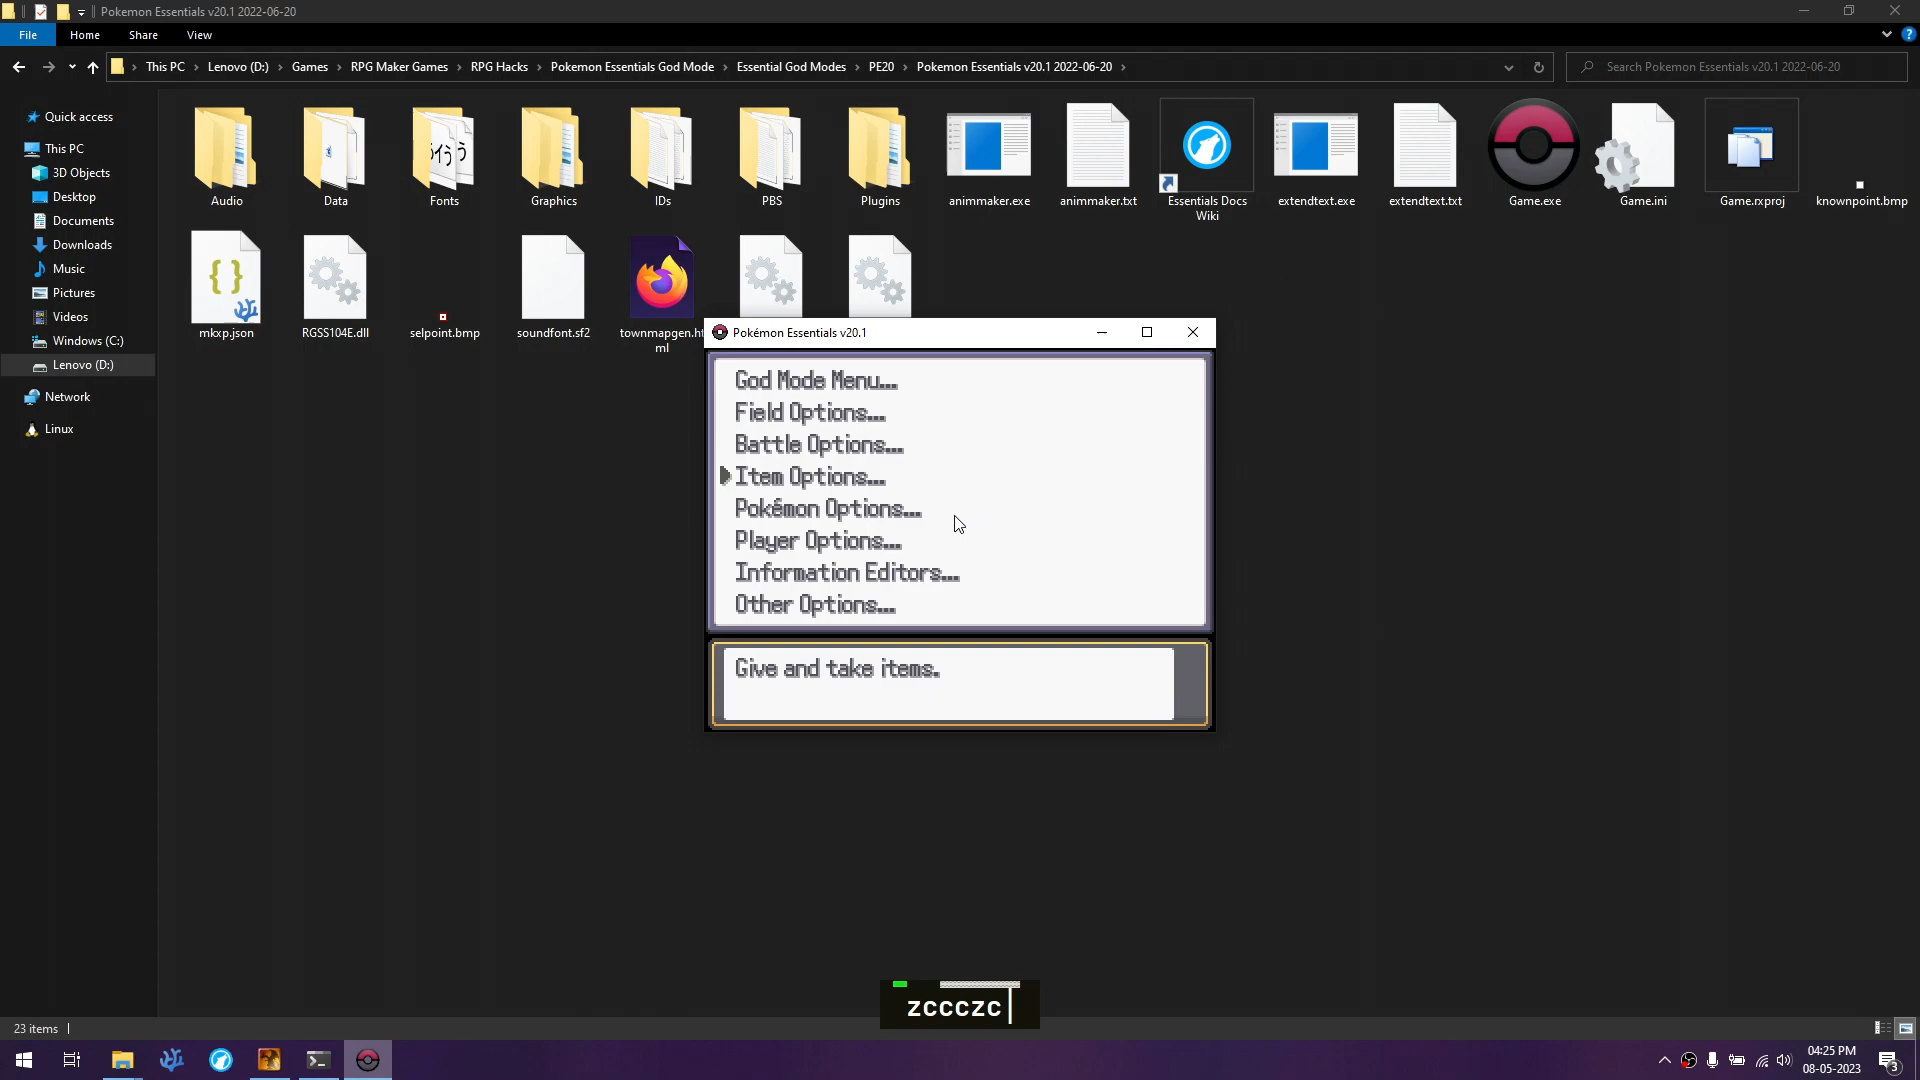 Pokemon Essentials v20.1 2022-06-20
File
Home
Share
View
This PC
Lenovo (D:)
Games
RPG Maker Games
RPG Hacks
Pokemon Essentials God Mode
Essential God Modes
PE20
Pokemon Essentials v20.1 2022-06-20
Search Pokemon Essentials v20.1 2022-06-20
Quick access
This PC
3D Objects
Desktop
Documents
Downloads
Music
Pictures
Videos
Windows (C:)
Lenovo (D:)
Network
Linux
Audio
Data
Fonts
Graphics
IDs
PBS
Plugins
animmaker.exe
animmaker.txt
Essentials Docs
Wiki
extendtext.exe
extendtext.txt
Game.exe
Game.ini
Game.rxproj
knownpoint.bmp
mkxp.json
RGSS104E.dll
selpoint.bmp
soundfont.sf2
townmapgen.ht
ml
Pokémon Essentials v20.1
God Mode Menu...
Field Options...
Battle Options...
Item Options...
Pokémon Options...
Player Options...
Information Editors...
Other Options...
Give and take items.
zccczc
23 items
04:25 PM
08-05-2023
3